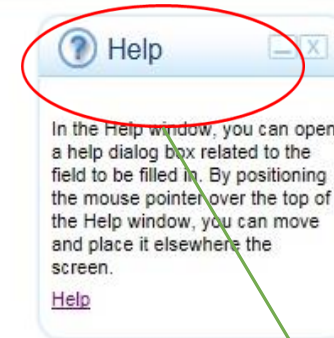 Help
In the Help window, you can open
a help dialog box related to the
field to be filled in. By positioning
the mouse pointer over the top of
the Help window, you can move
and place it elsewhere the
screen.
Help